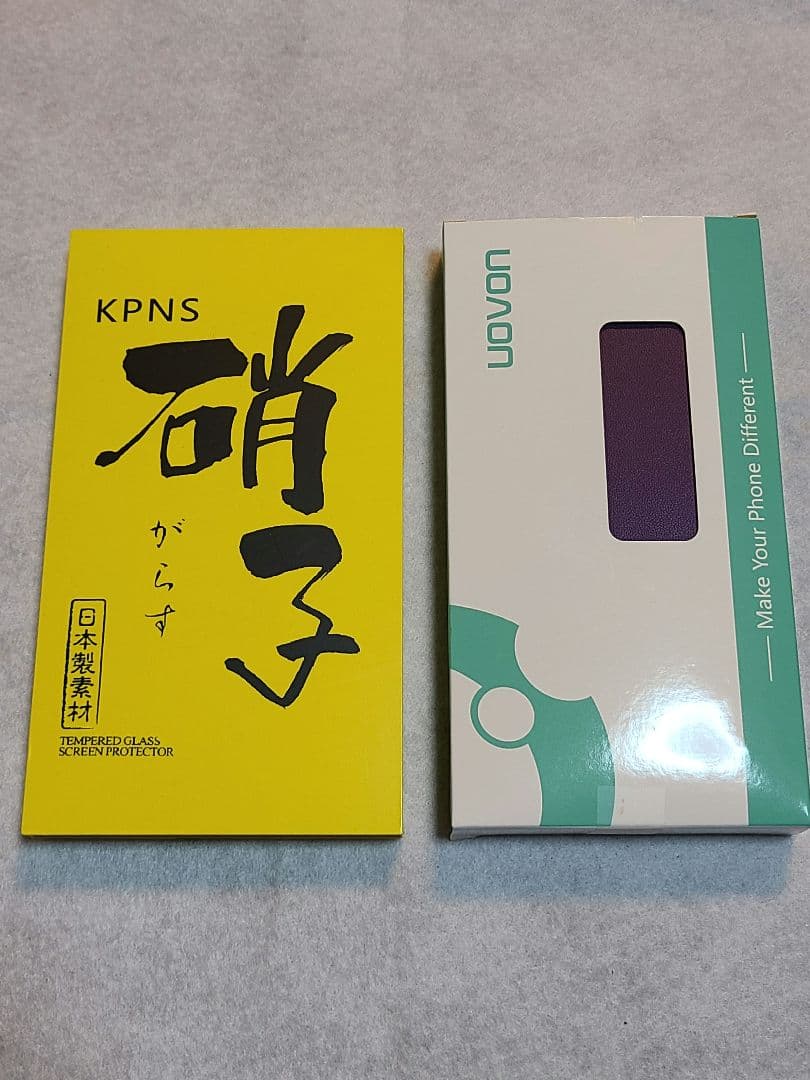 KPNS
硝子
がらす
日本製素材
TEMPERED GLASS
SCREEN PROTECTOR
UOVON
Make Your Phone Different